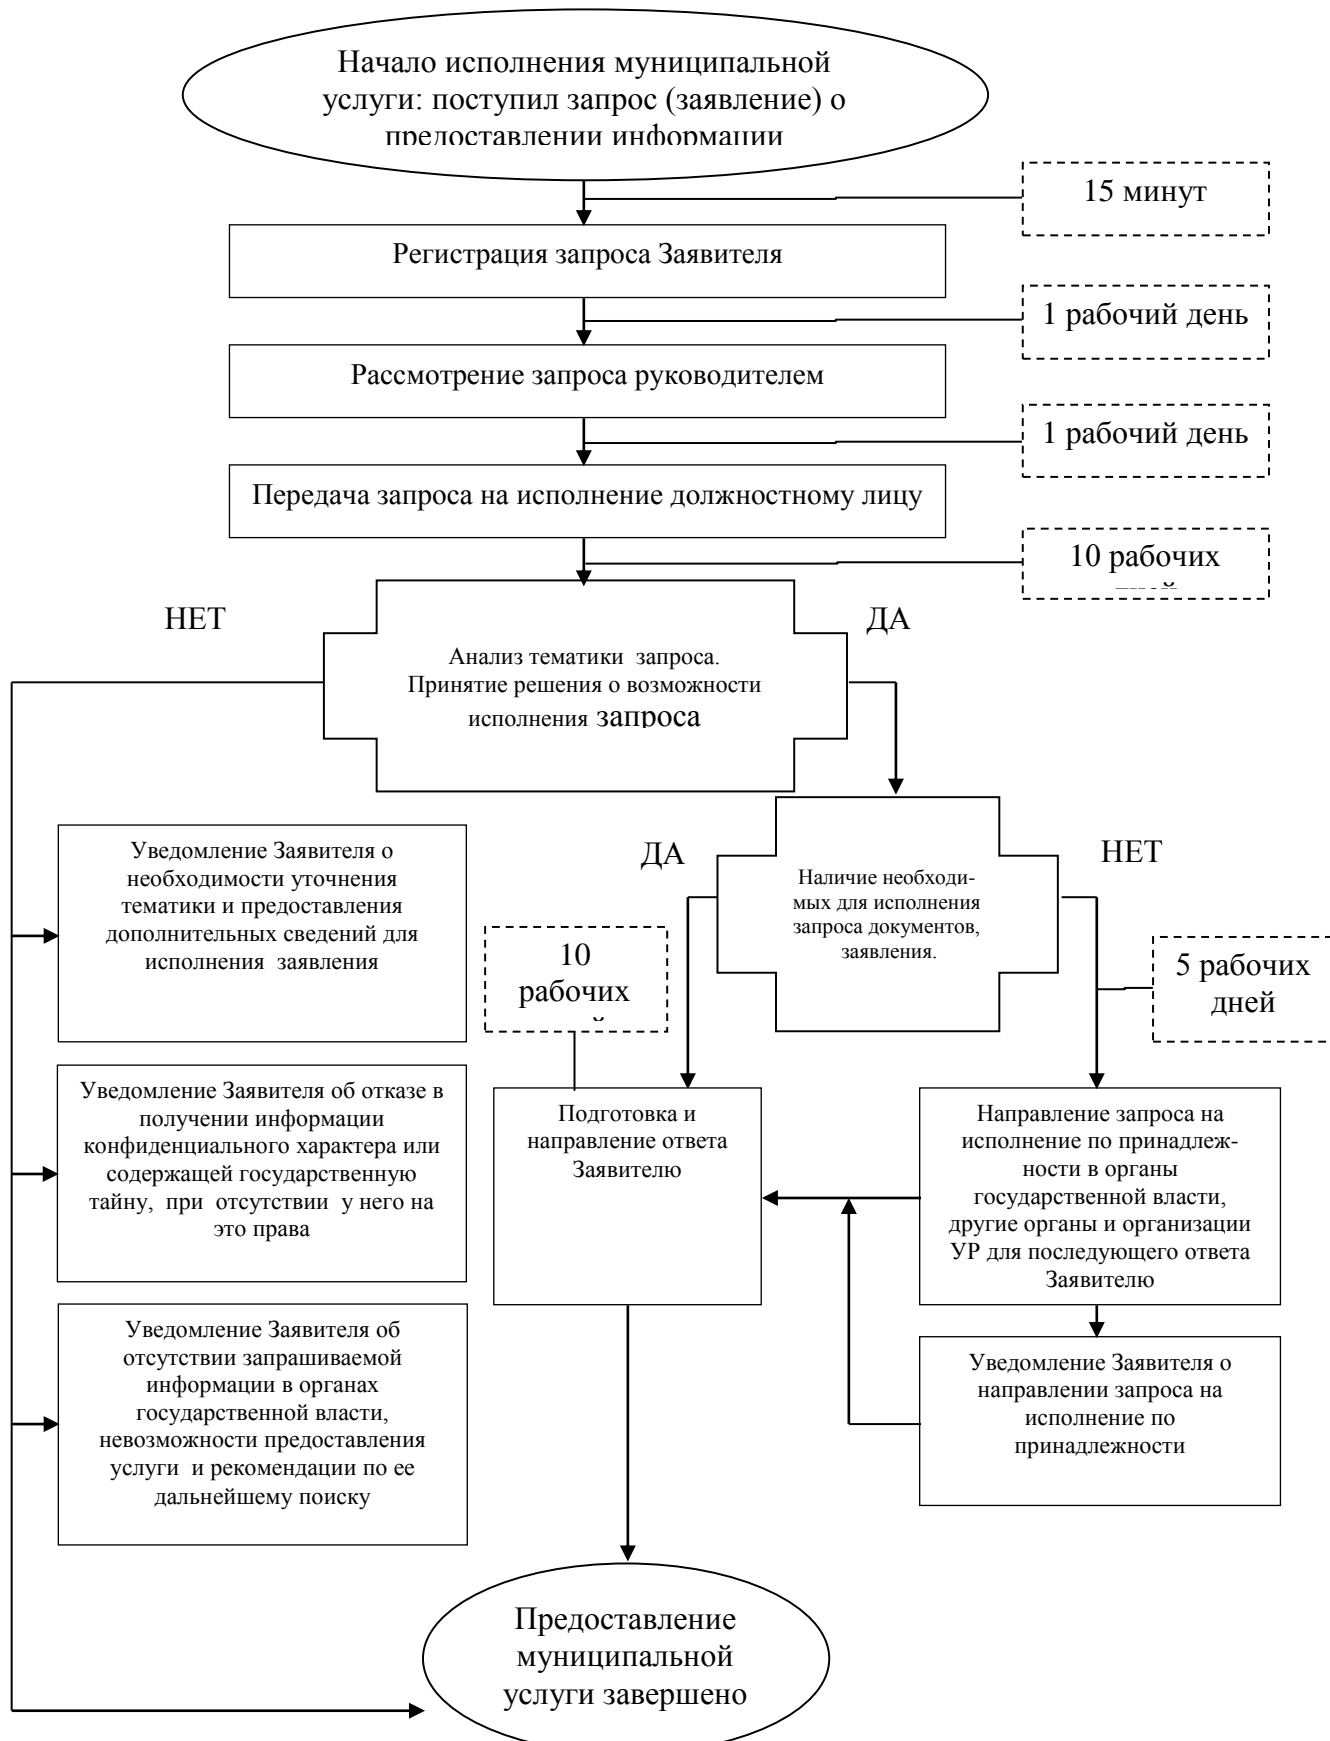 Начало исполнения муниципальной
услуги: поступил запрос (заявление) о
предоставлении информации
15 минут
Регистрация запроса Заявителя
1 рабочий день
Рассмотрение запроса руководителем
1 рабочий день
Передача запроса на исполнение должностному лицу
10 рабочих
НЕТ
ДА
Анализ тематики запроса.
Принятие решения о возможности
исполнения запроса
Уведомление Заявителя о
необходимости уточнения
тематики и предоставления
дополнительных сведений для
исполнения заявления
ДА
НЕТ
Наличие необходи-
мых для исполнения
запроса документов,
заявления.
10
рабочих
5 рабочих
дней
Уведомление Заявителя об отказе в
получении информации
конфиденциального характера или
содержащей государственную
тайну, при отсутствии у него на
это права
Подготовка и
направление ответа
Заявителю
Направление запроса на
исполнение по принадлеж-
ности в органы
государственной власти,
другие органы и организации
УР для последующего ответа
Заявителю
Уведомление Заявителя об
отсутствии запрашиваемой
информации в органах
государственной власти,
невозможности предоставления
услуги и рекомендации по ее
дальнейшему поиску
Уведомление Заявителя о
направлении запроса на
исполнение по
принадлежности
Предоставление
муниципальной
услуги завершено